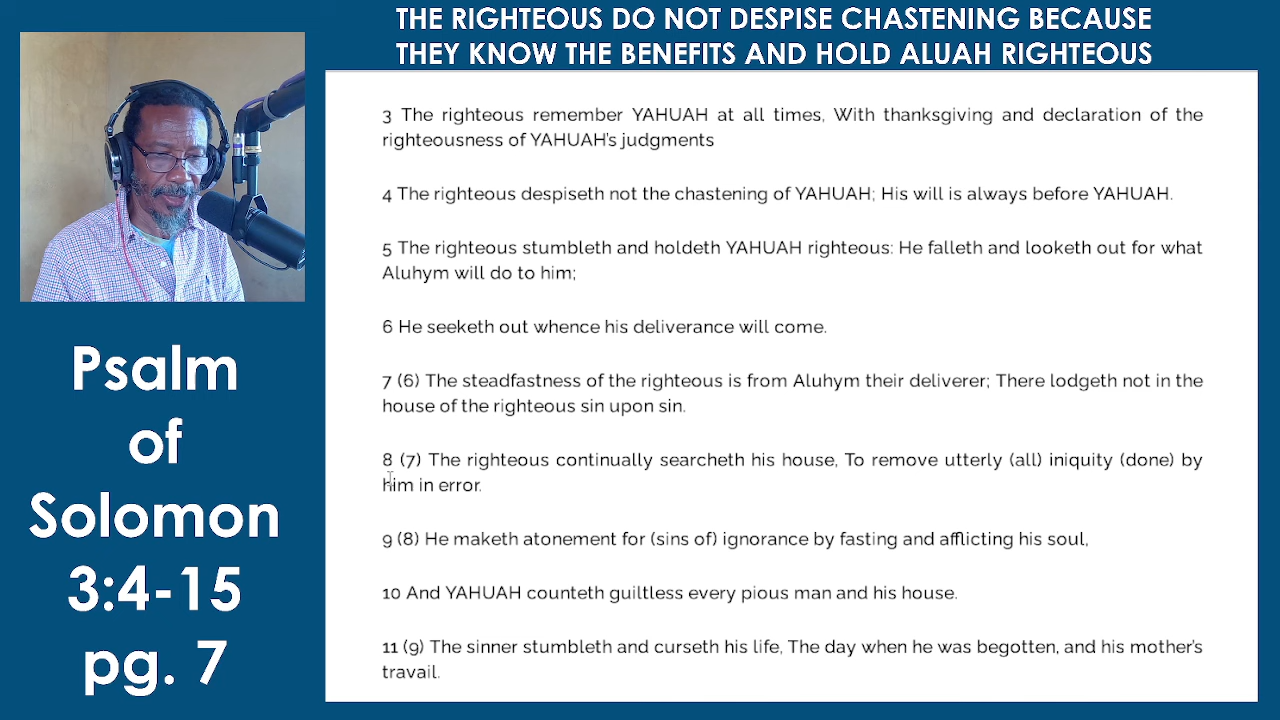 THE RIGHTEOUS DO NOT DESPISE CHASTENING BECAUSE
THEY KNOW THE BENEFITS AND HOLD ALUAH RIGHTEOUS
Psalm
of
Solomon
3:4-15
pg. 7
3 The righteous remember YAHUAH at all times, With thanksgiving and declaration of the
righteousness of YAHUAH's judgments
4 The righteous despiseth not the chastening of YAHUAH; His will is always before YAHUAH.
5 The righteous stumbleth and holdeth YAHUAH righteous: He falleth and looketh out for what
Aluhym will do to him;
6 He seeketh out whence his deliverance will come.
7 (6) The steadfastness of the righteous is from Aluhym their deliverer; There lodgeth not in the
house of the righteous sin upon sin.
8 (7) The righteous continually searcheth his house, To remove utterly (all) iniquity (done) by
him in error.
9 (8) He maketh atonement for (sins of) ignorance by fasting and afflicting his soul,
10 And YAHUAH counteth guiltless every pious man and his house.
11 (9) The sinner stumbleth and curseth his life, The day when he was begotten, and his mother's
travail.